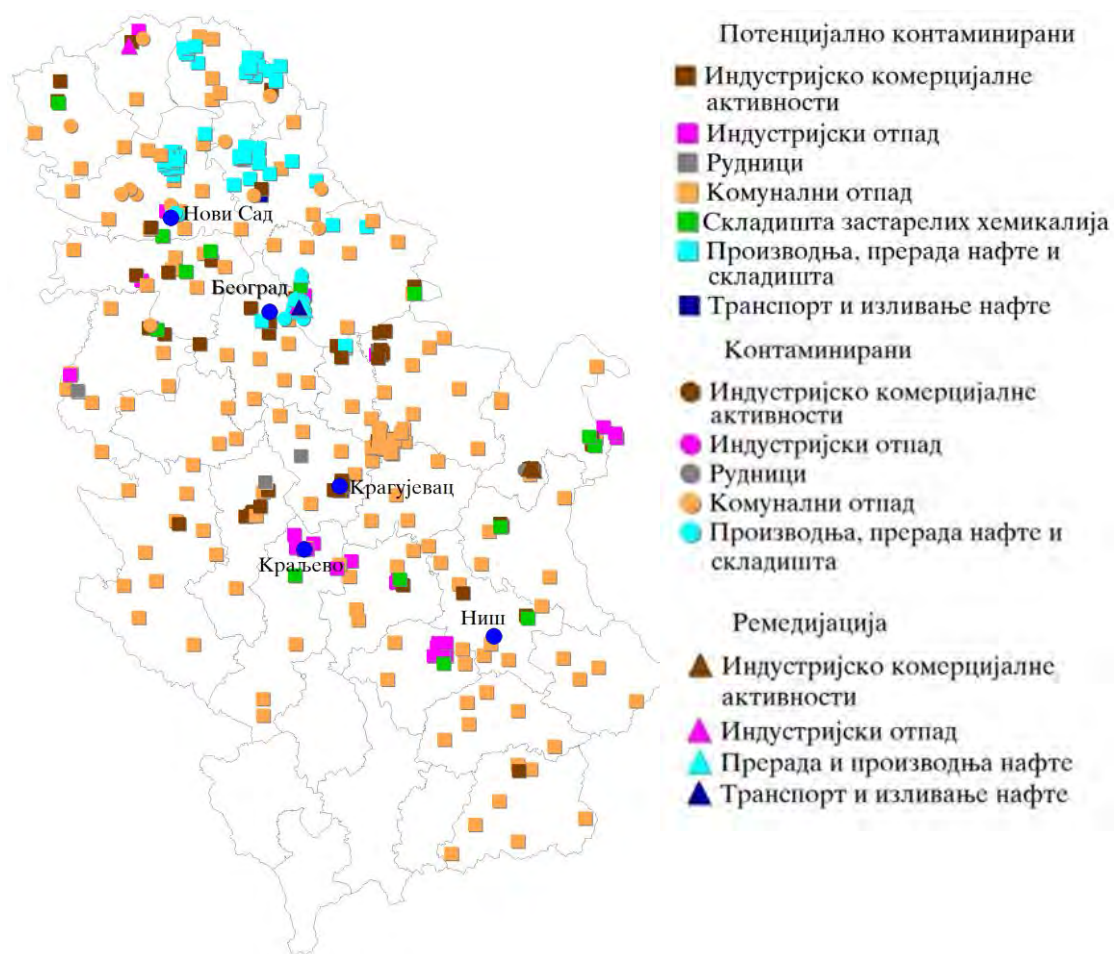 Потенцијално контаминирани
Индустријско комерцијалне
активности
Индустријски отпад
Рудници
Комунални отпад
Складишта застарелих хемикалија
Производња, прерада нафте и
складишта
Транспорт и изливање нафте
Контаминирани
Индустријско комерцијалне
активности
Индустријски отпад
Рудници
Комунални отпад
Производња, прерада нафте и
складишта
Ремедијација
Индустријско комерцијалне
активности
Индустријски отпад
Прерада и производња нафте
Транспорт и изливање нафте
Нови Сад
Београд
Крагујевац
Краљево
Ниш